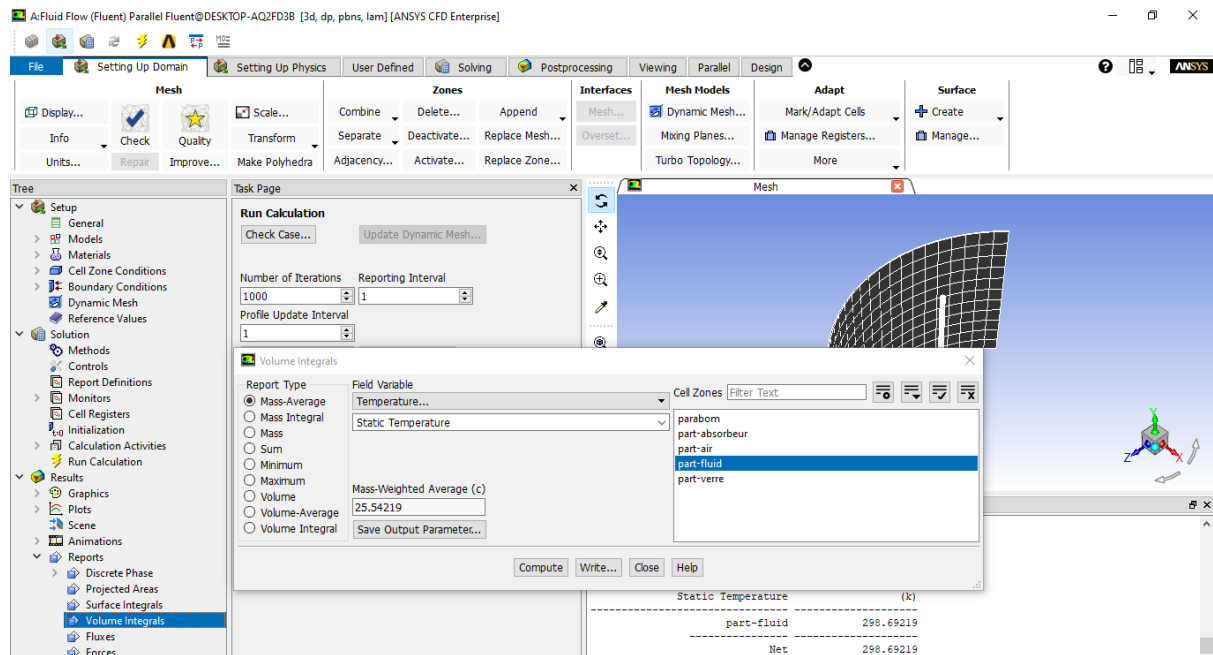 A:Fluid Flow (Fluent) Parallel Fluent@DESKTOP-AQ2FD3B [3d, dp, pbns, lam] [ANSYS CFD Enterprise]
File Setting Up Domain Setting Up Physics User Defined Solving Postprocessing Viewing Parallel Design ANSYS
Mesh Zones Interfaces Mesh Models Adapt Surface
Display... Scale... Combine Delete... Append Mesh... Dynamic Mesh... Mark/Adapt Cells Create
Info Check Quality Transform Separate Deactivate... Replace Mesh... Overset... Mixing Planes... Manage Registers... Manage...
Units... Repair Improve... Make Polyhedra Adjacency... Activate... Replace Zone... Turbo Topology... More
Tree
Setup
General
Models
Materials
Cell Zone Conditions
Boundary Conditions
Dynamic Mesh
Reference Values
Solution
Methods
Controls
Report Definitions
Monitors
Cell Registers
Initialization
Calculation Activities
Run Calculation
Results
Graphics
Plots
Scene
Animations
Reports
Discrete Phase
Projected Areas
Surface Integrals
Volume Integrals
Fluxes
Forces
Task Page
Run Calculation
Check Case... Update Dynamic Mesh...
Number of Iterations Reporting Interval
1000 1
Profile Update Interval
1
Mesh
Y
Z X
Volume Integrals
Report Type
Mass-Average
Mass Integral
Mass
Sum
Minimum
Maximum
Volume
Volume-Average
Volume Integral
Field Variable
Temperature...
Static Temperature
Mass-Weighted Average (c)
25.54219
Save Output Parameter...
Cell Zones Filter Text
parabom
part-absorbeur
part-air
part-fluid
part-verre
Compute Write... Close Help
Static Temperature (k)
part-fluid 298.69219
Net 298.69219